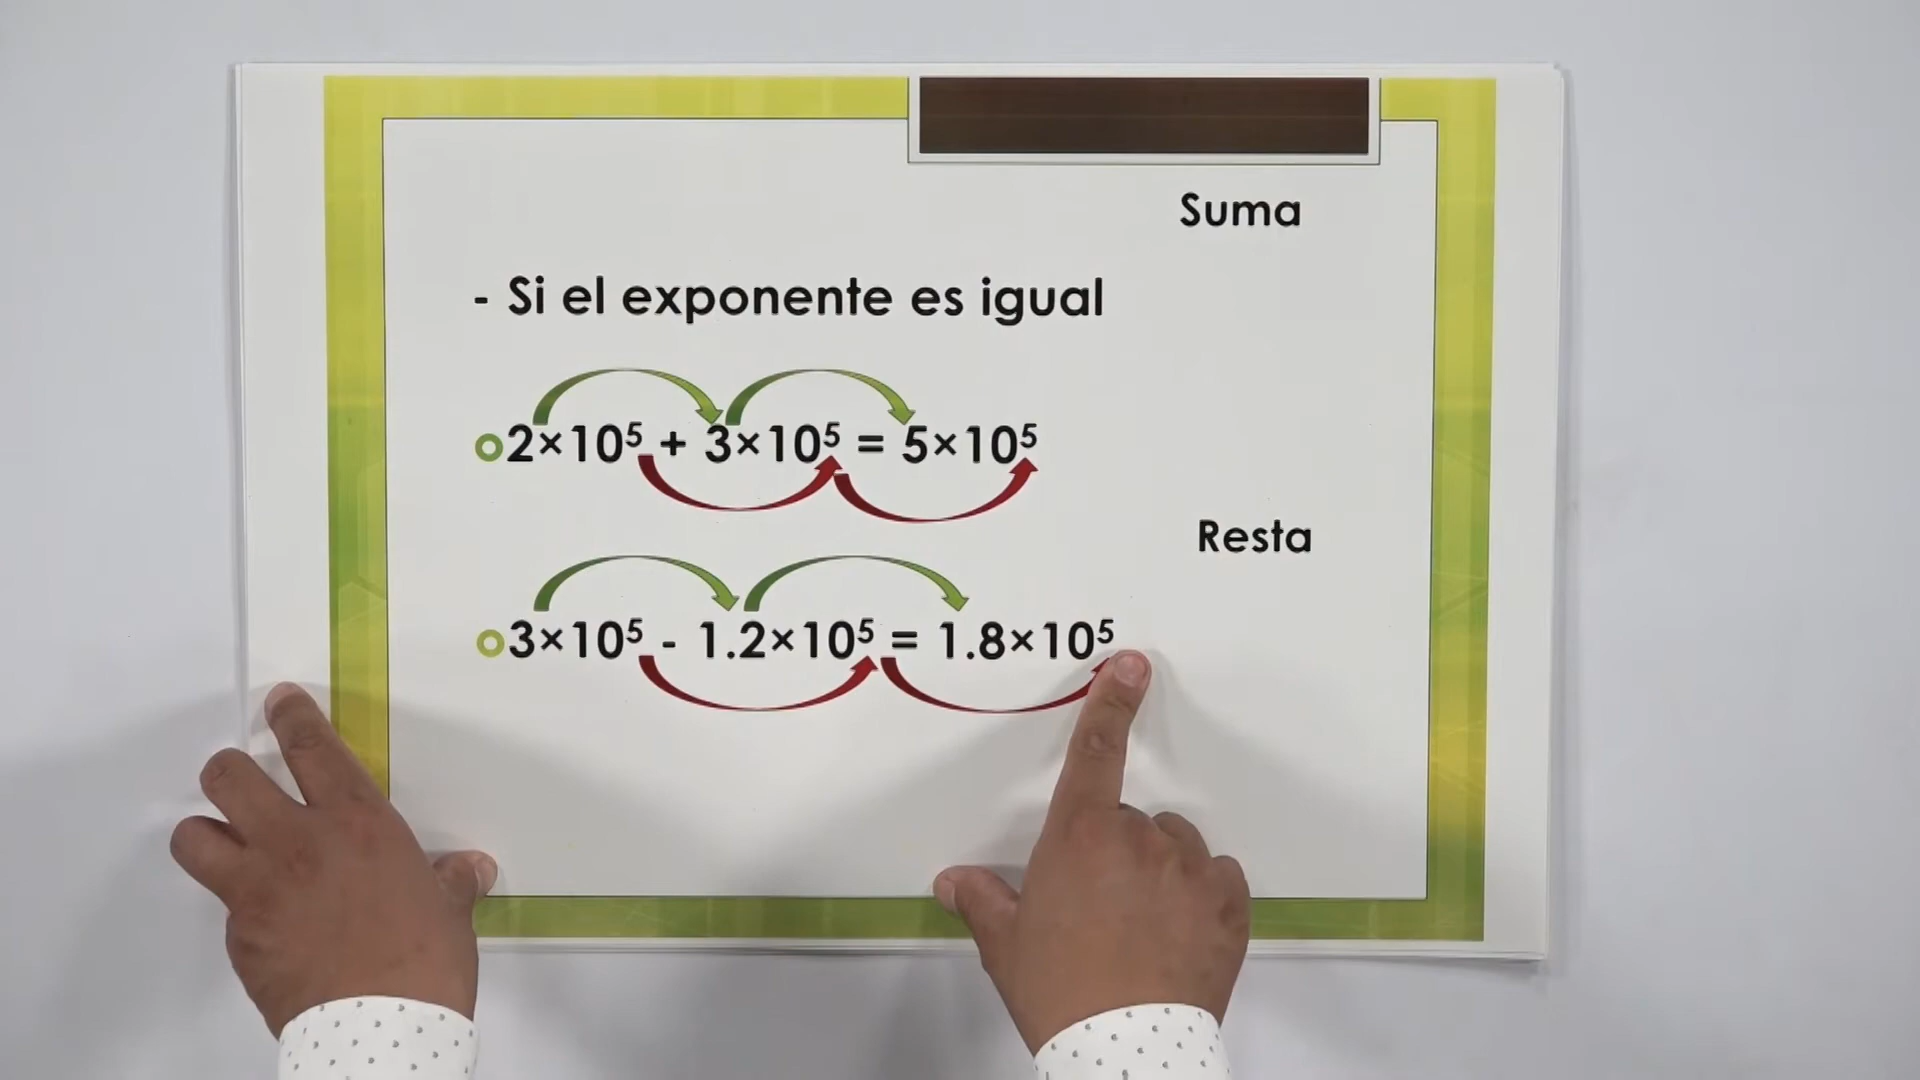 Suma
- Si el exponente es igual
2×10⁵ + 3×10⁵ = 5×10⁵
Resta
3×10⁵ - 1.2×10⁵ = 1.8×10⁵